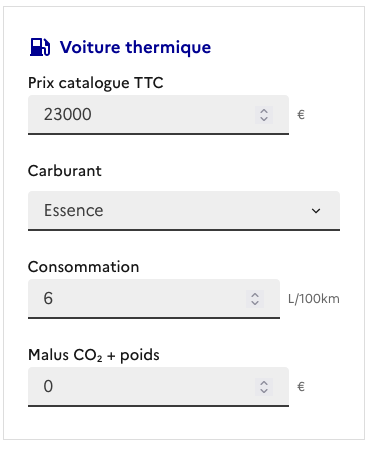 Voiture thermique
Prix catalogue TTC
23000 €
Carburant
Essence
Consommation
6 L/100km
Malus CO₂ + poids
0 €